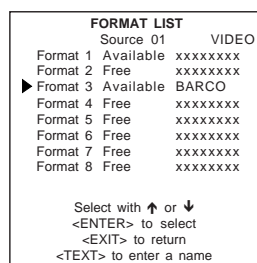 FORMAT LIST
Source 01 VIDEO
Format 1 Available xxxxxxxx
Format 2 Free xxxxxxxx
Fromat 3 Available BARCO
Format 4 Free xxxxxxxx
Format 5 Free xxxxxxxx
Format 6 Free xxxxxxxx
Format 7 Free xxxxxxxx
Format 8 Free xxxxxxxx
Select with ↑ or ↓
<ENTER> to select
<EXIT> to return
<TEXT> to enter a name